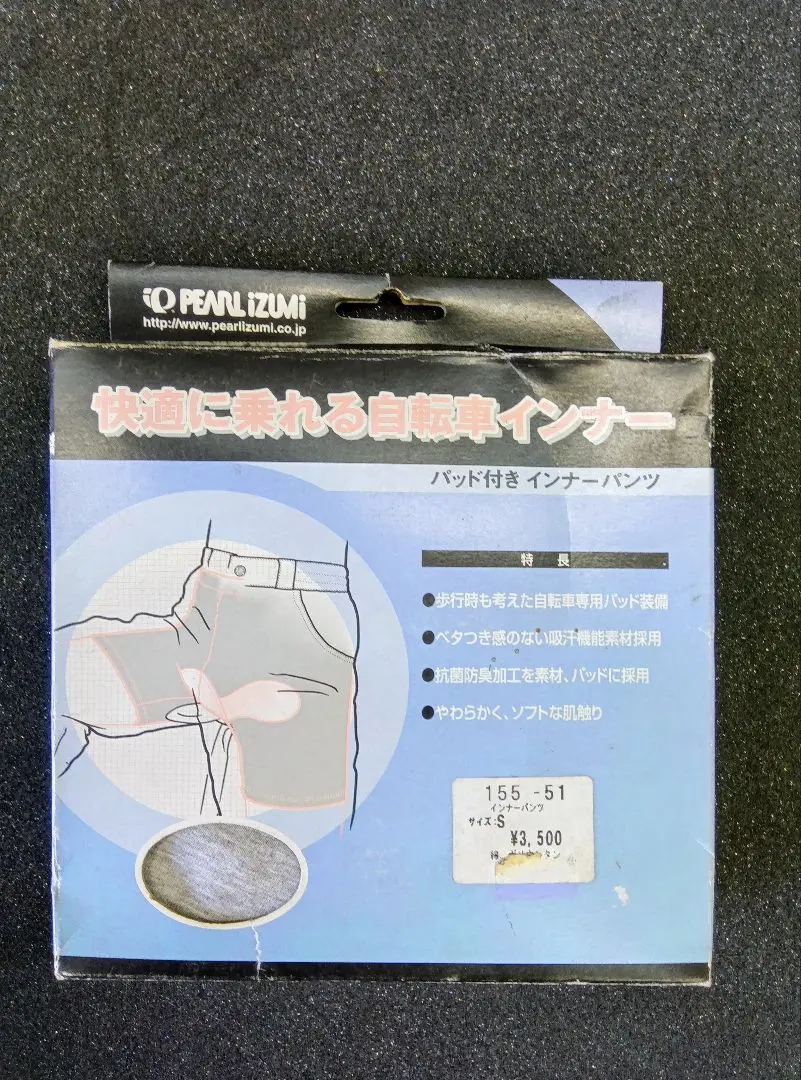 PEARL iZUMi
http://www.pearlizumi.co.jp
快適に乗れる自転車インナー
パッド付き インナーパンツ
特 長
●歩行時も考えた自転車専用パッド装備
●ベタつき感のない吸汗機能素材採用
●抗菌防臭加工を素材、パッドに採用
●やわらかく、ソフトな肌触り
155 -51
インナーパンツ
サイズ:S
¥3,500
綿